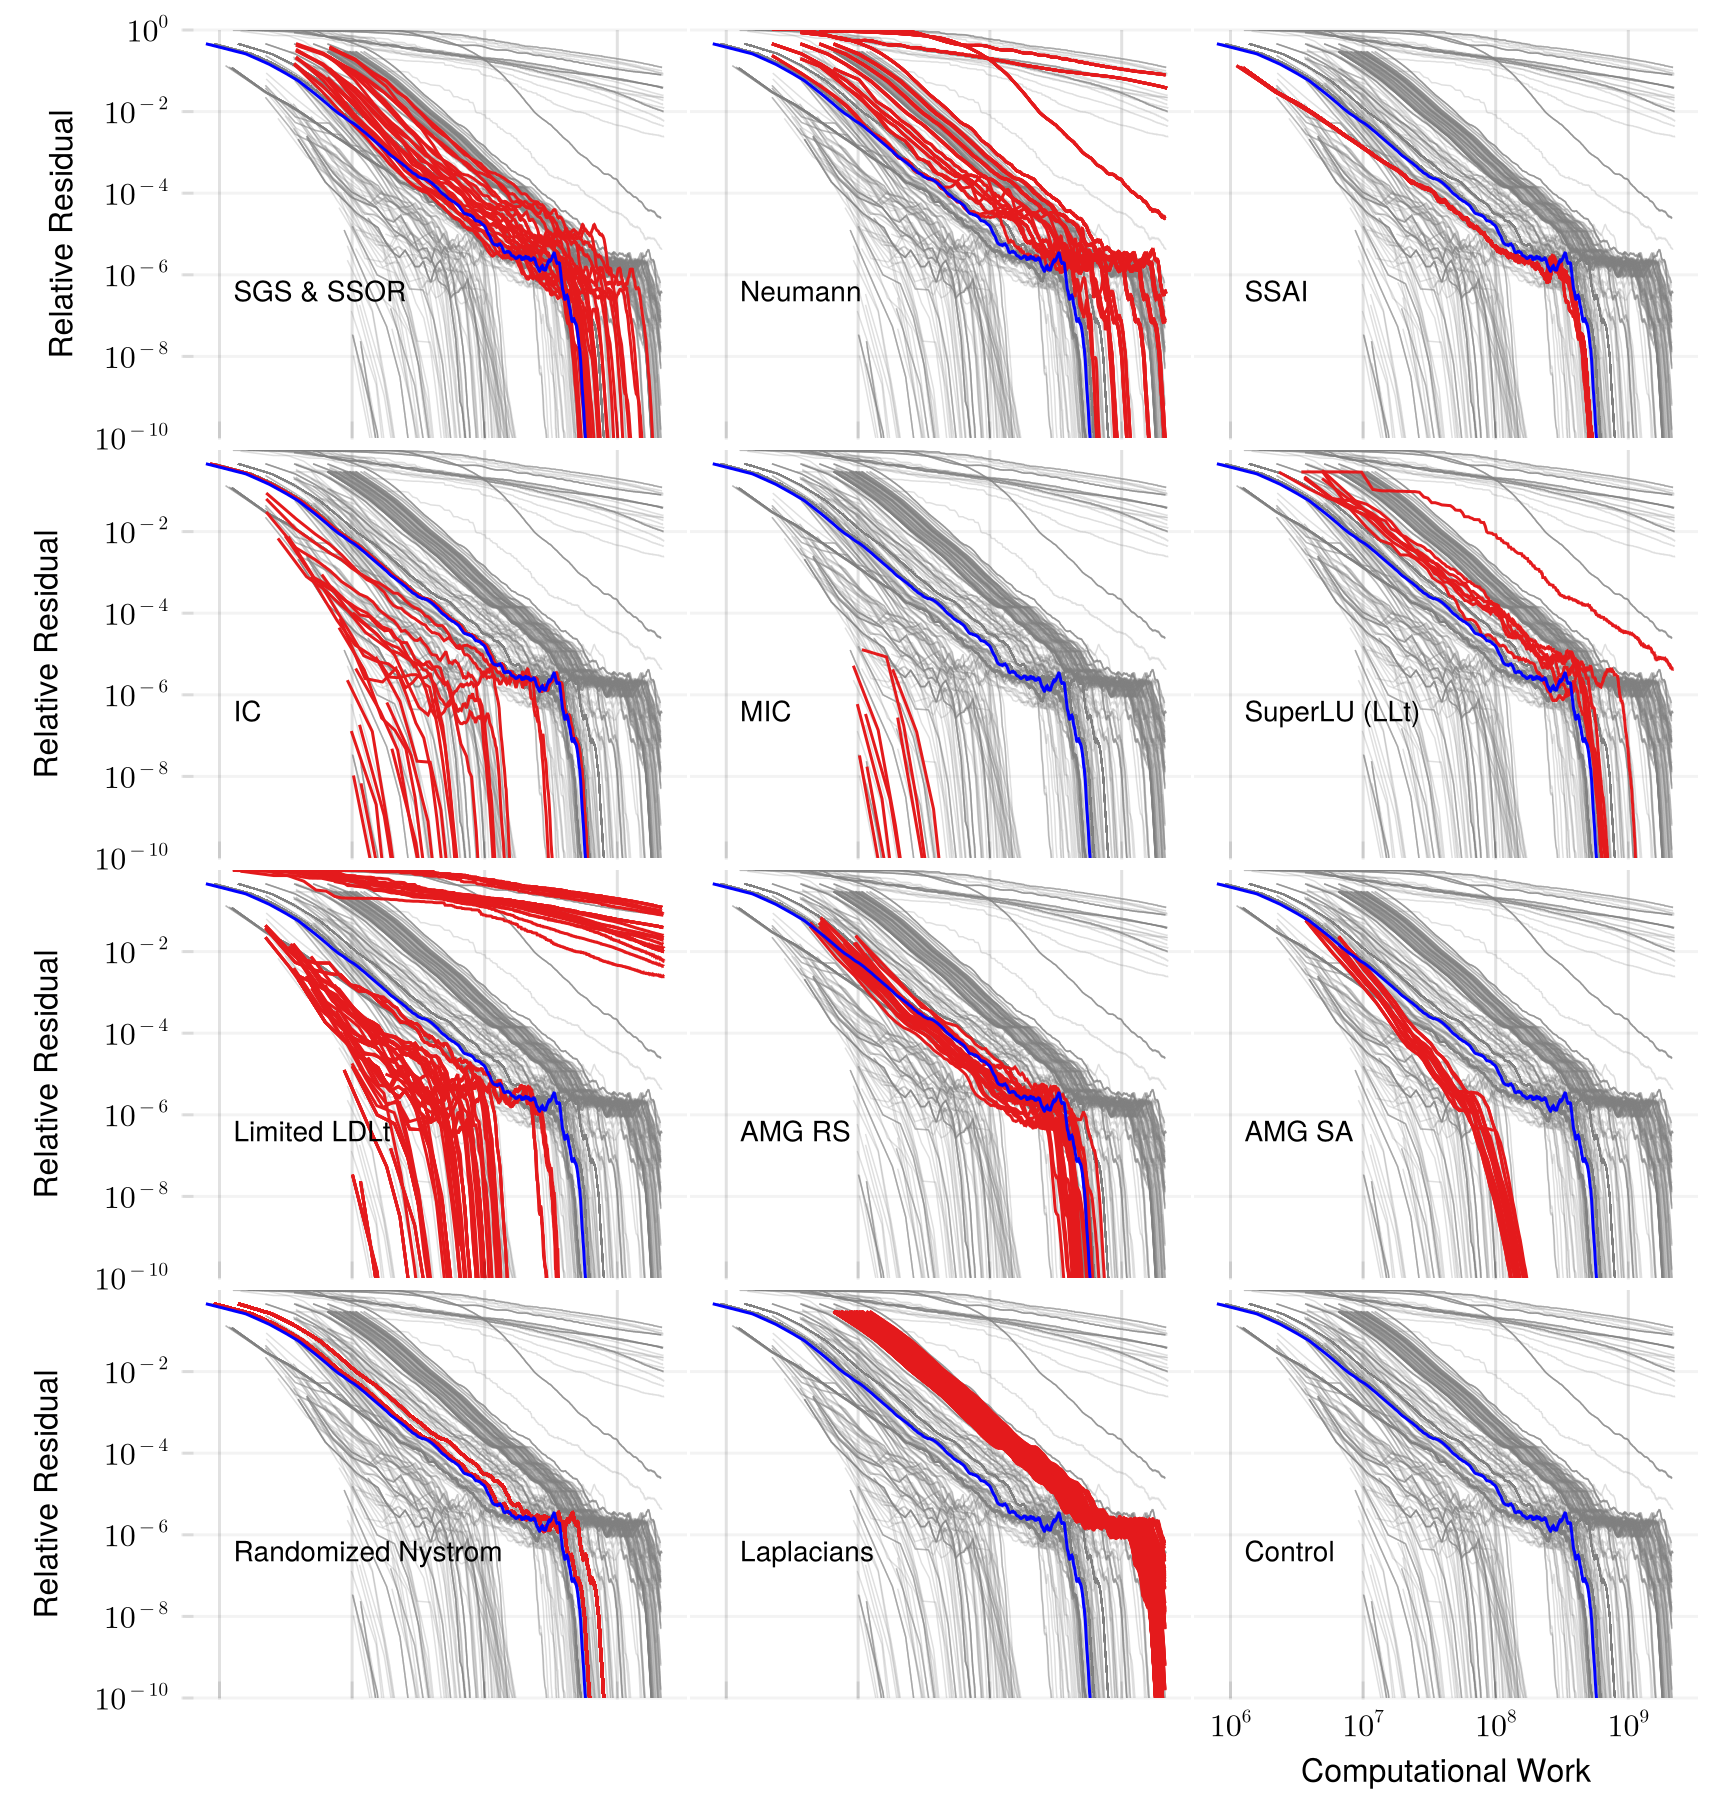 10^0
10^−2
10^−4
10^−6
10^−8
10^−10
Relative Residual
SGS & SSOR
Neumann
SSAI
10^−2
10^−4
10^−6
10^−8
10^−10
Relative Residual
IC
MIC
SuperLU (LLt)
10^−2
10^−4
10^−6
10^−8
10^−10
Relative Residual
Limited LDLt
AMG RS
AMG SA
10^−2
10^−4
10^−6
10^−8
10^−10
Relative Residual
Randomized Nystrom
Laplacians
Control
10^6 10^7 10^8 10^9
Computational Work